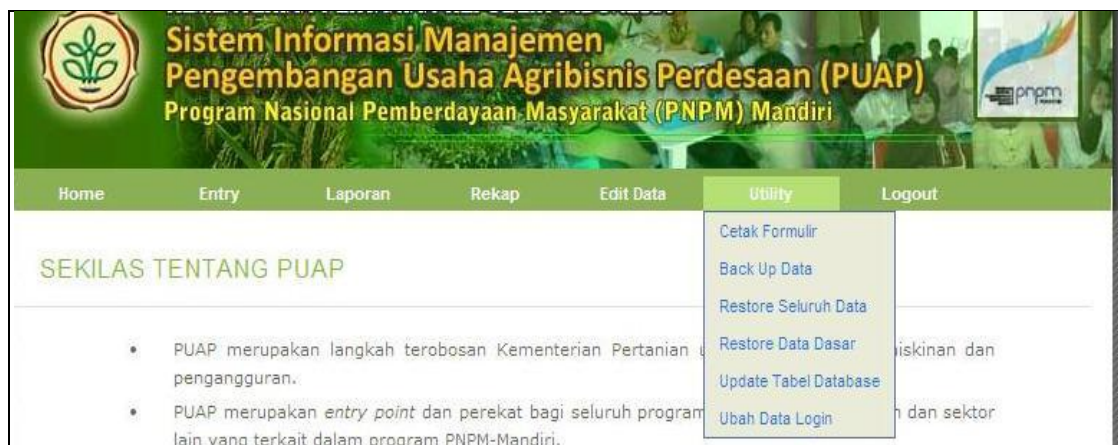 Sistem Informasi Manajemen
Pengembangan Usaha Agribisnis Perdesaan (PUAP)
Program Nasional Pemberdayaan Masyarakat (PNPM) Mandiri
pnpm
Home Entry Laporan Rekap Edit Data Utility Logout
Cetak Formulir
Back Up Data
Restore Seluruh Data
Restore Data Dasar
Update Tabel Database
Ubah Data Login
SEKILAS TENTANG PUAP
• PUAP merupakan langkah terobosan Kementerian Pertanian dan
pengangguran.
• PUAP merupakan entry point dan perekat bagi seluruh program dan sektor
lain yang terkait dalam program PNPM-Mandiri.